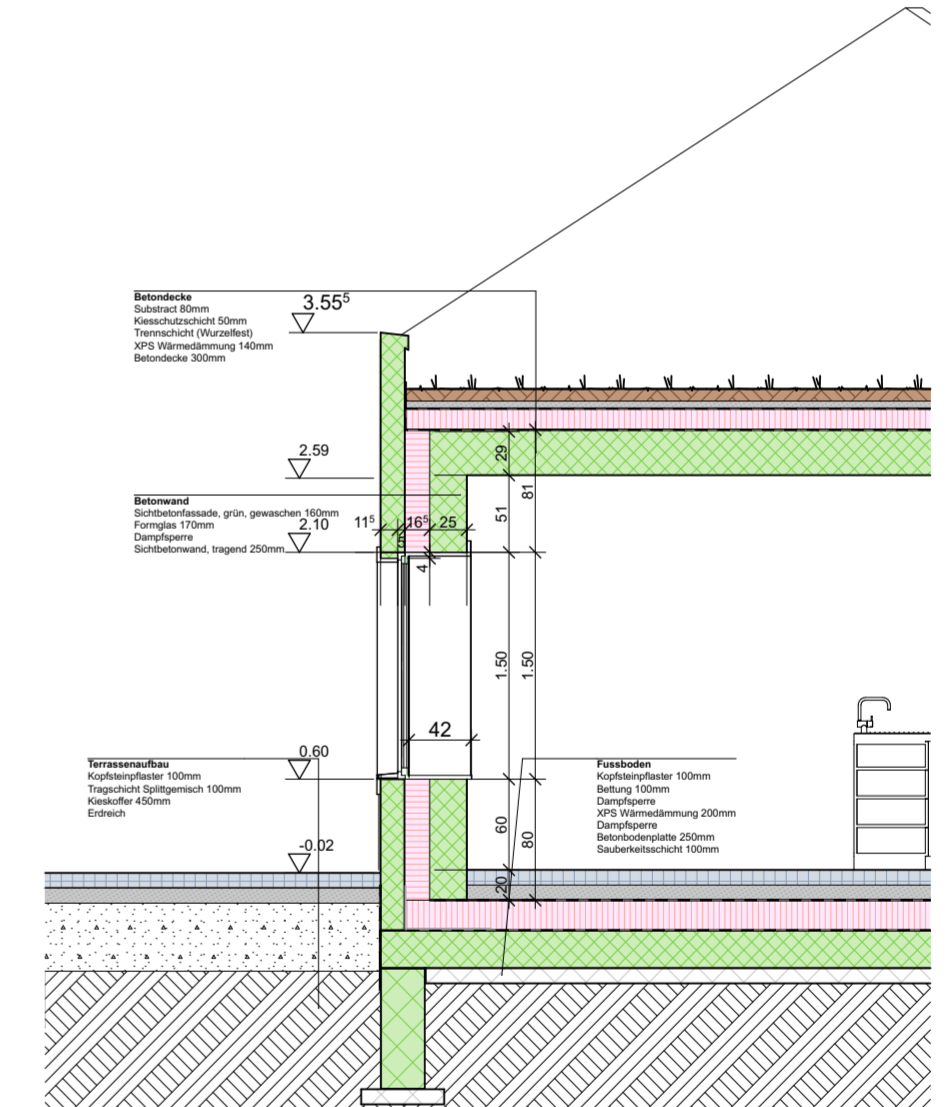 Betondecke
Substract 80mm
Kiesschutzschicht 50mm
Trennschicht (Wurzelfest)
XPS Wärmedämmung 140mm
Betondecke 300mm
3.55⁵
2.59
29
81
51
Betonwand
Sichtbetonfassade, grün, gewaschen 160mm
Formglas 170mm
Dampfsperre
Sichtbetonwand, tragend 250mm
2.10
11⁵
16⁵
25
4
1.50
1.50
42
0.60
Terrassenaufbau
Kopfsteinpflaster 100mm
Tragschicht Splittgemisch 100mm
Kieskoffer 450mm
Erdreich
-0.02
Fussboden
Kopfsteinpflaster 100mm
Bettung 100mm
Dampfsperre
XPS Wärmedämmung 200mm
Dampfsperre
Betonbodenplatte 250mm
Sauberkeitsschicht 100mm
60
80
20